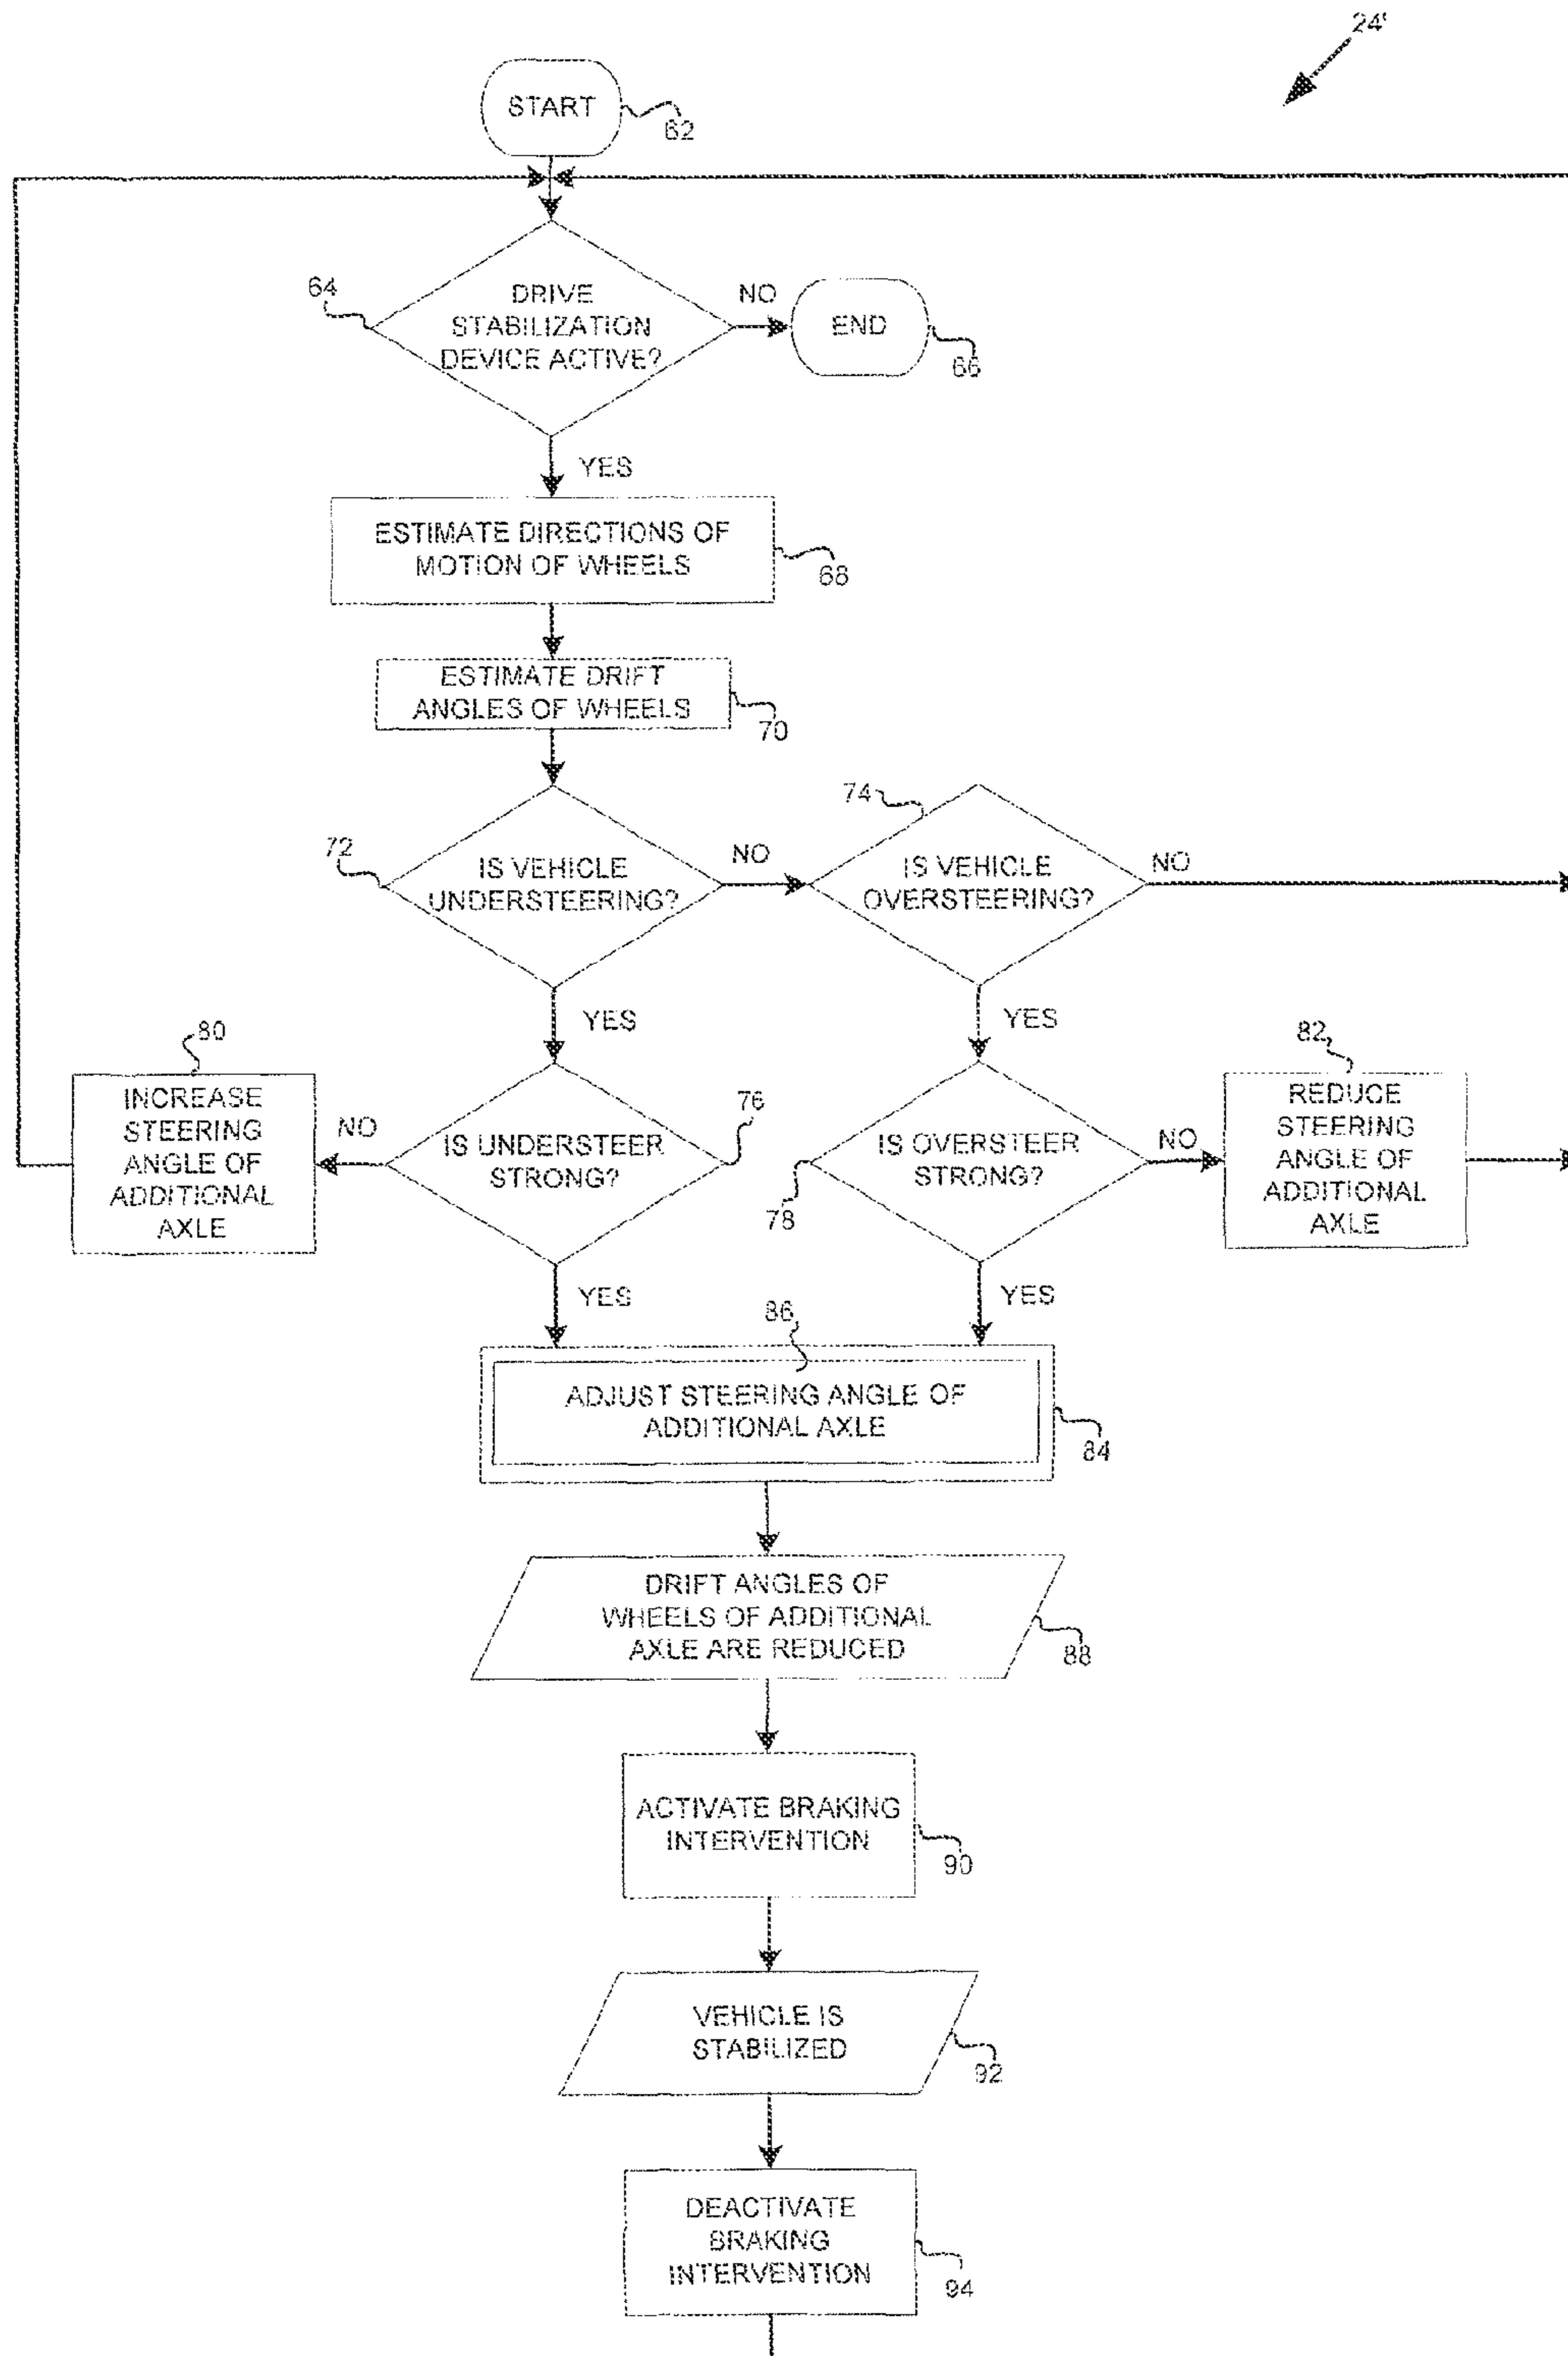 24'
START
62
64
DRIVE
STABILIZATION
DEVICE ACTIVE?
NO
END
66
YES
ESTIMATE DIRECTIONS OF
MOTION OF WHEELS
68
ESTIMATE DRIFT
ANGLES OF WHEELS
70
72
IS VEHICLE
UNDERSTEERING?
NO
74
IS VEHICLE
OVERSTEERING?
NO
YES
YES
80
INCREASE
STEERING
ANGLE OF
ADDITIONAL
AXLE
NO
IS UNDERSTEER
STRONG?
76
78
IS OVERSTEER
STRONG?
NO
82
REDUCE
STEERING
ANGLE OF
ADDITIONAL
AXLE
YES
YES
86
ADJUST STEERING ANGLE OF
ADDITIONAL AXLE
84
DRIFT ANGLES OF
WHEELS OF ADDITIONAL
AXLE ARE REDUCED
88
ACTIVATE BRAKING
INTERVENTION
90
VEHICLE IS
STABILIZED
92
DEACTIVATE
BRAKING
INTERVENTION
94